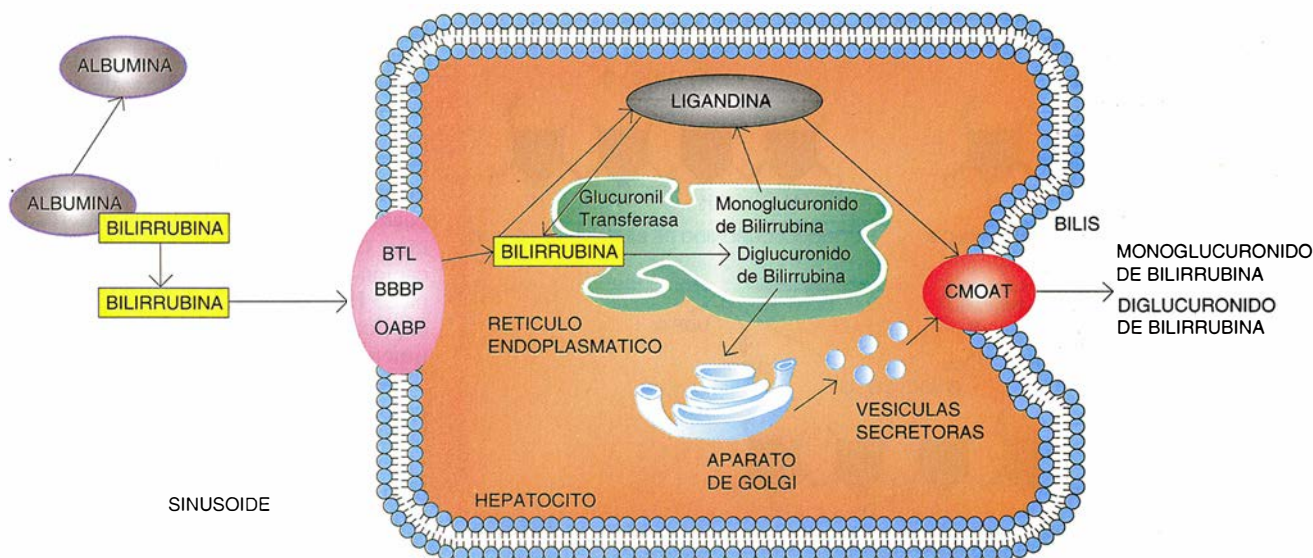 ALBUMINA
ALBUMINA
BILIRRUBINA
BILIRRUBINA
SINUSOIDE
BTL
BBBP
OABP
LIGANDINA
Glucuronil
Transferasa
BILIRRUBINA
Monoglucuronido
de Bilirrubina
Diglucuronido
de Bilirrubina
RETICULO
ENDOPLASMATICO
APARATO
DE GOLGI
VESICULAS
SECRETORAS
HEPATOCITO
CMOAT
BILIS
MONOGLUCURONIDO
DE BILIRRUBINA
DIGLUCURONIDO
DE BILIRRUBINA